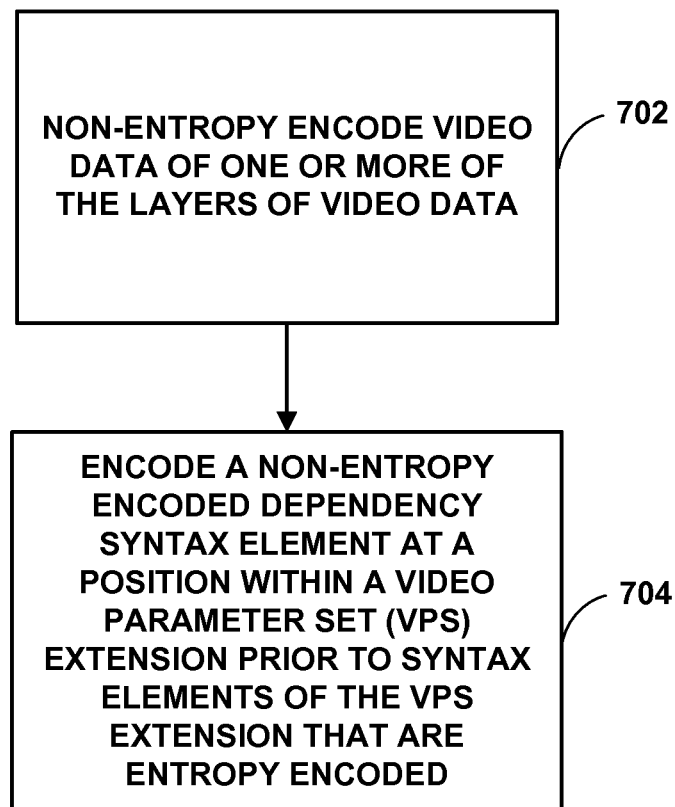 NON-ENTROPY ENCODE VIDEO
DATA OF ONE OR MORE OF
THE LAYERS OF VIDEO DATA
702
ENCODE A NON-ENTROPY
ENCODED DEPENDENCY
SYNTAX ELEMENT AT A
POSITION WITHIN A VIDEO
PARAMETER SET (VPS)
EXTENSION PRIOR TO SYNTAX
ELEMENTS OF THE VPS
EXTENSION THAT ARE
ENTROPY ENCODED
704